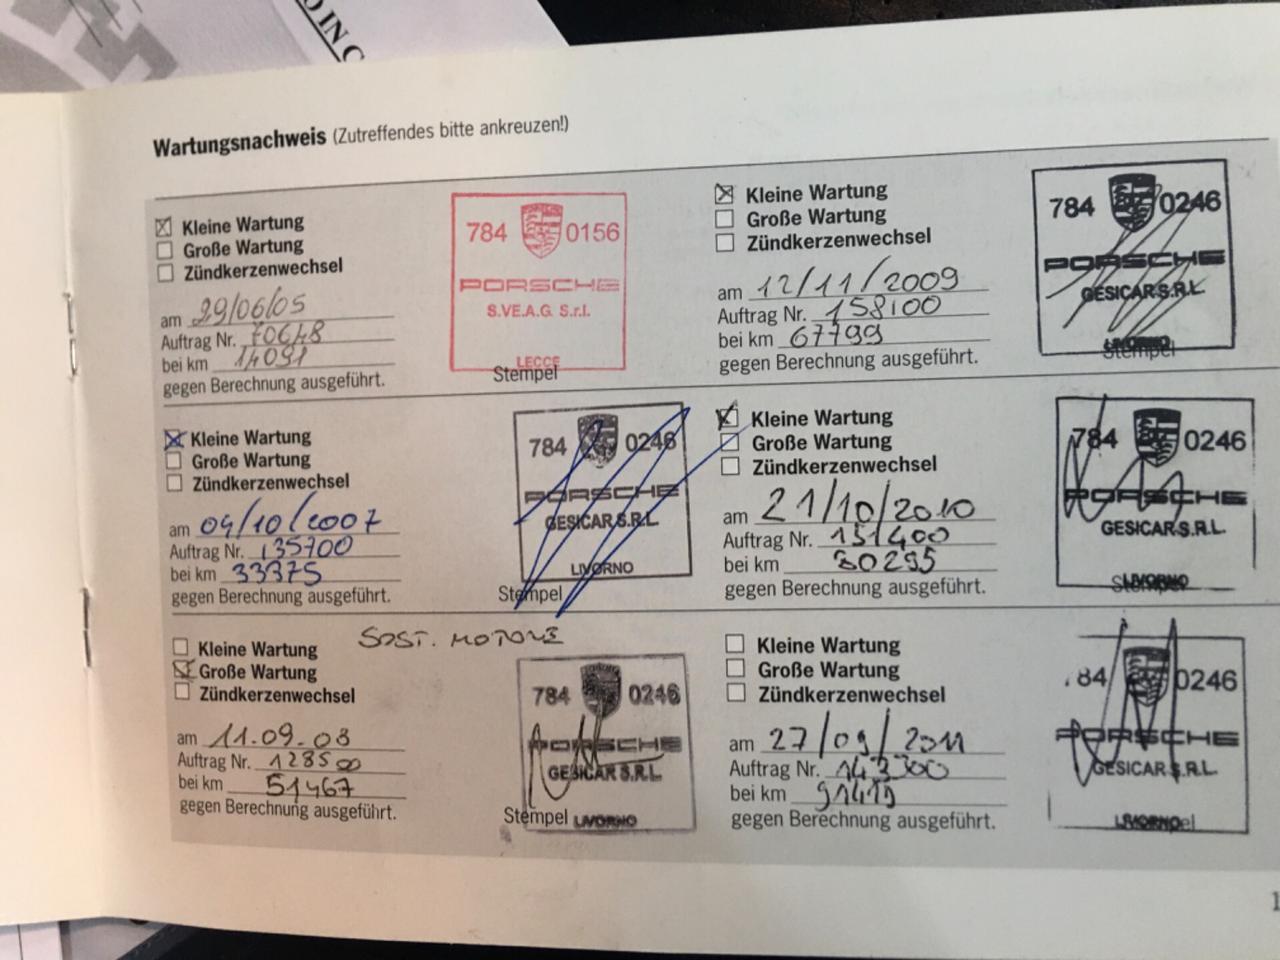 O IN C
Wartungsnachweis (Zutreffendes bitte ankreuzen!)
Kleine Wartung
Große Wartung
Zündkerzenwechsel
am 29/06/05
Auftrag Nr. 70648
bei km 14091
gegen Berechnung ausgeführt.
784 0156
PORSCHE
S.VE.A.G. S.r.l.
LECCE
Stempel
Kleine Wartung
Große Wartung
Zündkerzenwechsel
am 12/11/2009
Auftrag Nr. 158100
bei km 67799
gegen Berechnung ausgeführt.
784 0246
PORSCHE
GESICAR S.R.L.
LIVORNO
Stempel
Kleine Wartung
Große Wartung
Zündkerzenwechsel
am 04/10/2007
Auftrag Nr. 135700
bei km 33375
gegen Berechnung ausgeführt.
784 0246
PORSCHE
GESICAR S.R.L.
LIVORNO
Stempel
Kleine Wartung
Große Wartung
Zündkerzenwechsel
am 21/10/2010
Auftrag Nr. 151400
bei km 80295
gegen Berechnung ausgeführt.
784 0246
PORSCHE
GESICAR S.R.L.
LIVORNO
Stempel
SOST. MOTORE
Kleine Wartung
Große Wartung
Zündkerzenwechsel
am 11.09.08
Auftrag Nr. 128500
bei km 51467
gegen Berechnung ausgeführt.
784 0246
PORSCHE
GESICAR S.R.L.
LIVORNO
Stempel
Kleine Wartung
Große Wartung
Zündkerzenwechsel
am 27/09/2011
Auftrag Nr. 143300
bei km 91419
gegen Berechnung ausgeführt.
84 0246
PORSCHE
GESICAR S.R.L.
LIVORNO
1